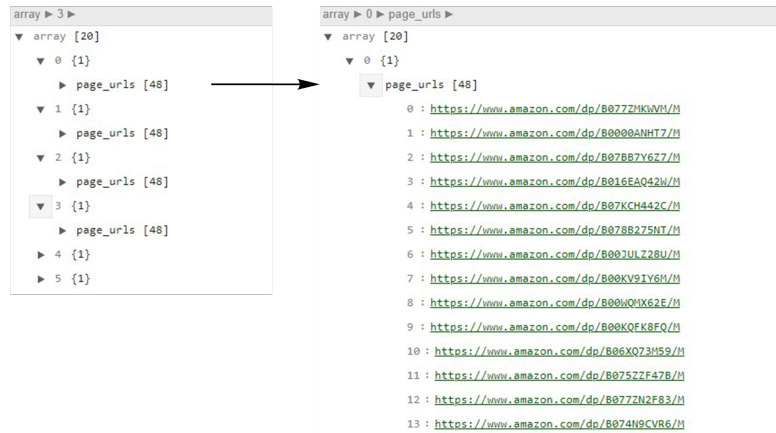 array ▶ 3 ▶
▼ array [20]
▼ 0 {1}
▶ page_urls [48]
▼ 1 {1}
▶ page_urls [48]
▼ 2 {1}
▶ page_urls [48]
▼ 3 {1}
▶ page_urls [48]
▶ 4 {1}
▶ 5 {1}
array ▶ 0 ▶ page_urls ▶
▼ array [20]
▼ 0 {1}
▼ page_urls [48]
0 : https://www.amazon.com/dp/B077ZMKWVM/M
1 : https://www.amazon.com/dp/B0000ANHT7/M
2 : https://www.amazon.com/dp/B07BB7Y6Z7/M
3 : https://www.amazon.com/dp/B016EAQ42W/M
4 : https://www.amazon.com/dp/B07KCH442C/M
5 : https://www.amazon.com/dp/B078B275NT/M
6 : https://www.amazon.com/dp/B00JULZ28U/M
7 : https://www.amazon.com/dp/B00KV9IY6M/M
8 : https://www.amazon.com/dp/B00WQMX62E/M
9 : https://www.amazon.com/dp/B00KQFK8FQ/M
10 : https://www.amazon.com/dp/B06XQ73M59/M
11 : https://www.amazon.com/dp/B075ZZF47B/M
12 : https://www.amazon.com/dp/B077ZN2F83/M
13 : https://www.amazon.com/dp/B074N9CVR6/M